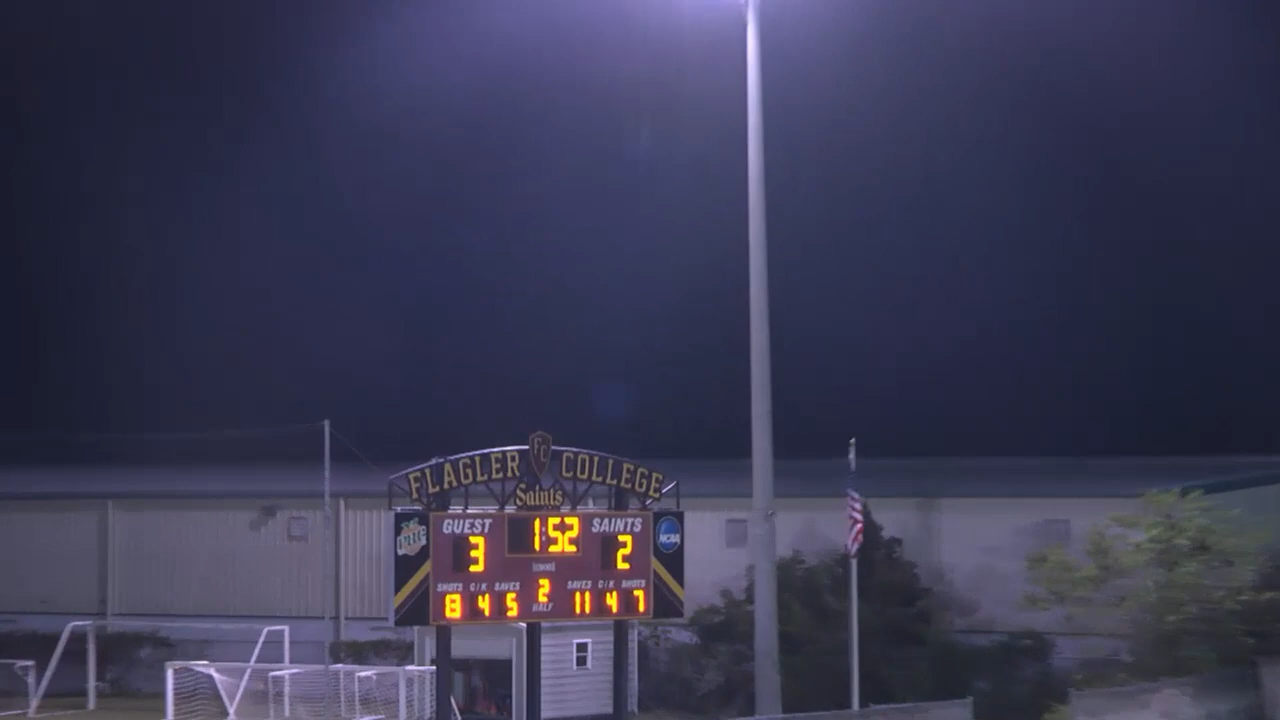 FC
FLAGLER COLLEGE
Saints
GUEST 1:52 SAINTS
3 2
NCAA
SHOTS C/K SAVES 2 SAVES C/K SHOTS
8 4 5 HALF 11 4 7